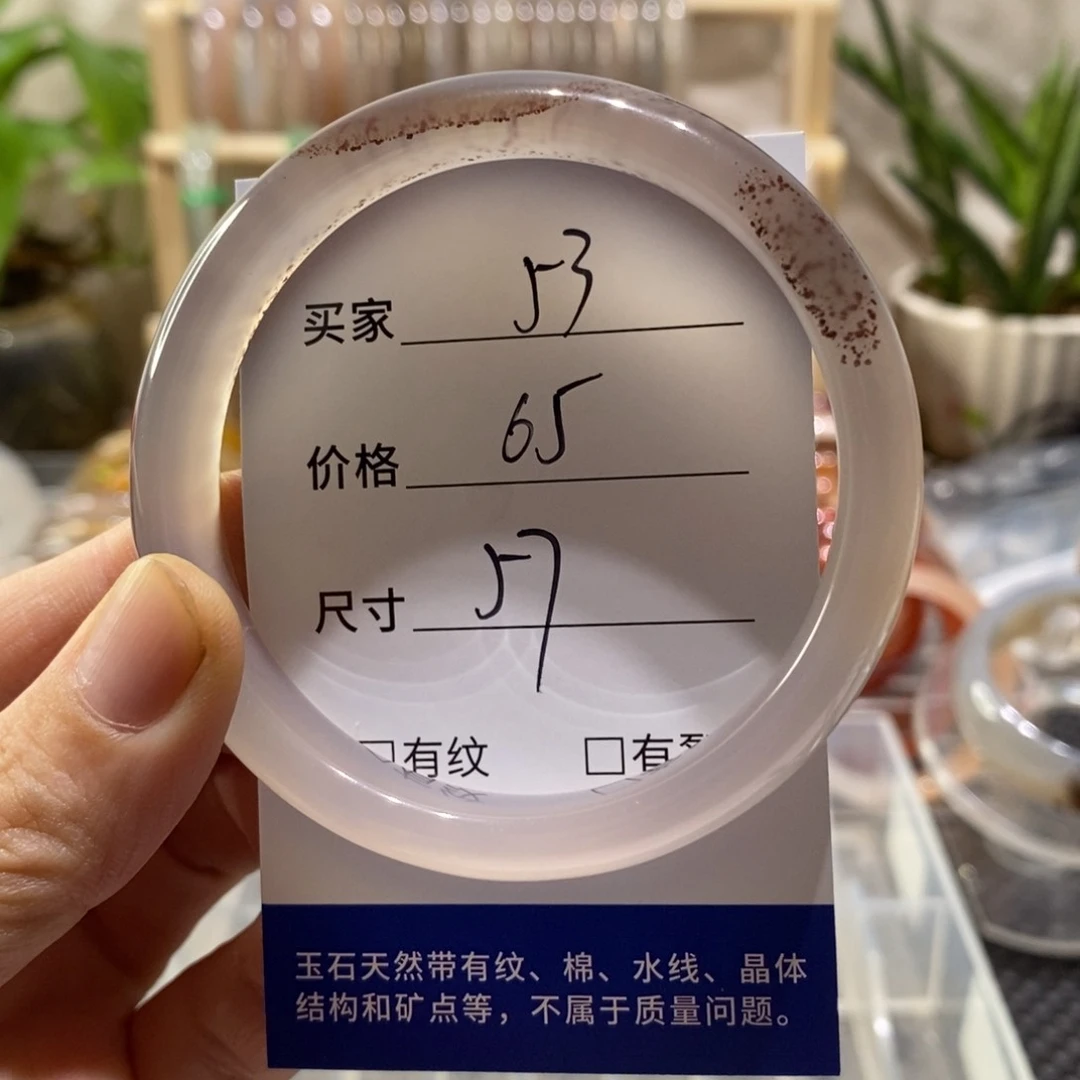 买家 53
价格 65
尺寸 57
□有纹 □有
玉石天然带有纹、棉、水线、晶体
结构和矿点等，不属于质量问题。